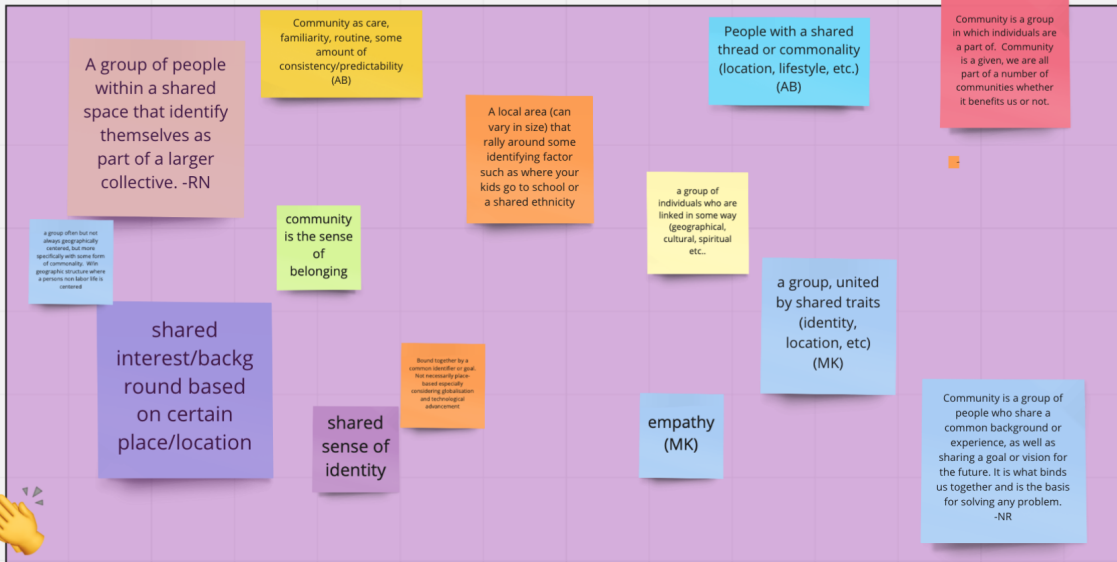 A group of people
within a shared
space that identify
themselves as
part of a larger
collective. -RN
Community as care,
familiarity, routine, some
amount of
consistency/predictability
(AB)
A local area (can
vary in size) that
rally around some
identifying factor
such as where your
kids go to school or
a shared ethnicity
People with a shared
thread or commonality
(location, lifestyle, etc.)
(AB)
Community is a group
in which individuals are
a part of. Community
is a given, we are all
part of a number of
communities whether
it benefits us or not.
a group often but not
always geographically
centered, but more
specifically with some form
of commonality. W/in
geographic structure where
a persons non labor life is
centered
community
is the sense
of
belonging
a group of
individuals who are
linked in some way
(geographical,
cultural, spiritual
etc..
a group, united
by shared traits
(identity,
location, etc)
(MK)
shared
interest/backg
round based
on certain
place/location
Bound together by a
common identifier or goal.
Not necessarily place-
based especially
considering globalisation
and technological
advancement
shared
sense of
identity
empathy
(MK)
Community is a group of
people who share a
common background or
experience, as well as
sharing a goal or vision for
the future. It is what binds
us together and is the basis
for solving any problem.
-NR